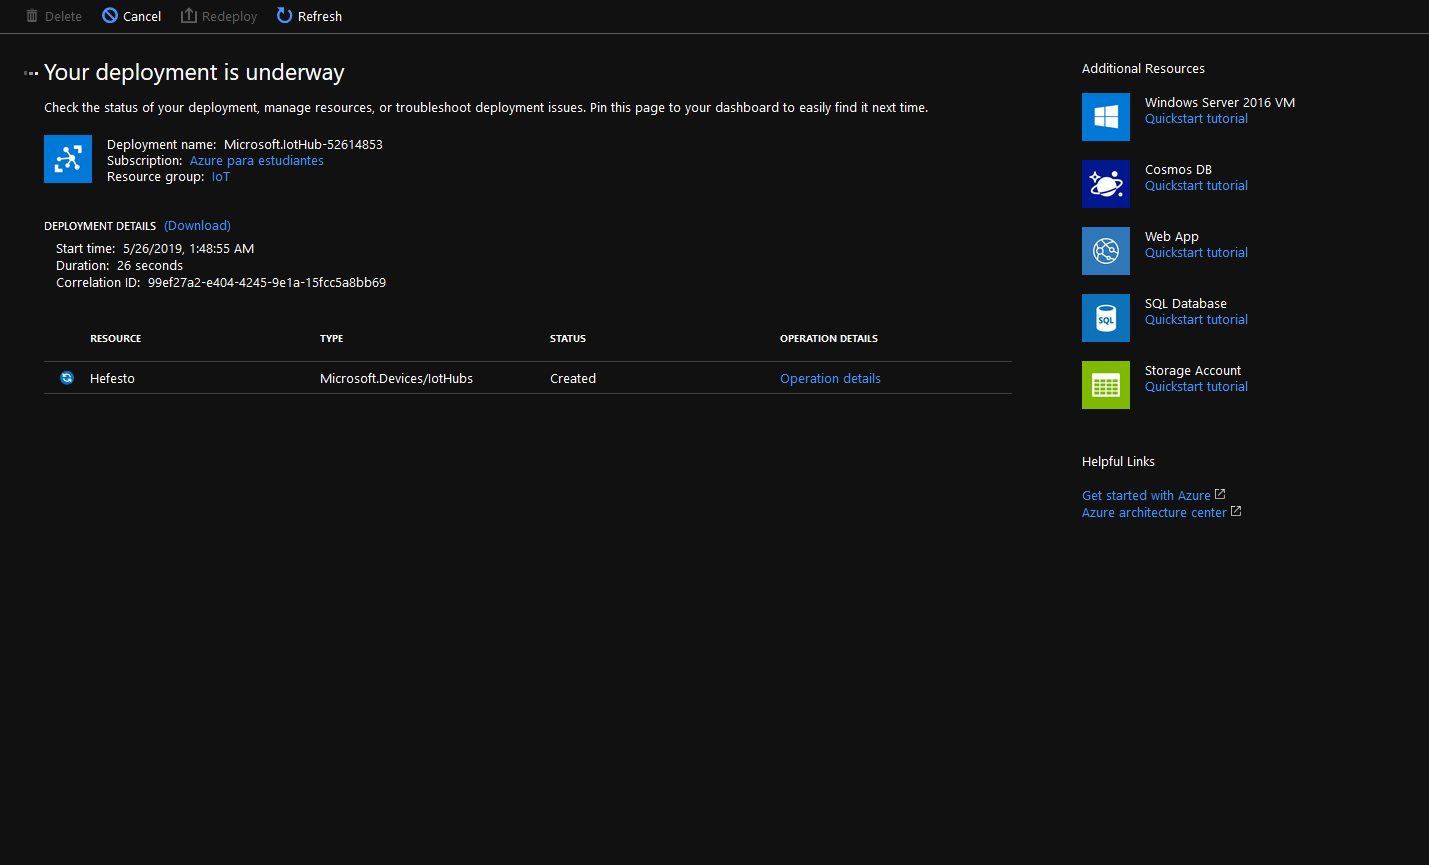 Delete Cancel Redeploy Refresh
Your deployment is underway
Check the status of your deployment, manage resources, or troubleshoot deployment issues. Pin this page to your dashboard to easily find it next time.
Deployment name: Microsoft.IotHub-52614853
Subscription: Azure para estudiantes
Resource group: IoT
DEPLOYMENT DETAILS (Download)
Start time: 5/26/2019, 1:48:55 AM
Duration: 26 seconds
Correlation ID: 99ef27a2-e404-4245-9e1a-15fcc5a8bb69
RESOURCE TYPE STATUS OPERATION DETAILS
Hefesto Microsoft.Devices/IotHubs Created Operation details
Additional Resources
Windows Server 2016 VM
Quickstart tutorial
Cosmos DB
Quickstart tutorial
Web App
Quickstart tutorial
SQL
SQL Database
Quickstart tutorial
Storage Account
Quickstart tutorial
Helpful Links
Get started with Azure
Azure architecture center